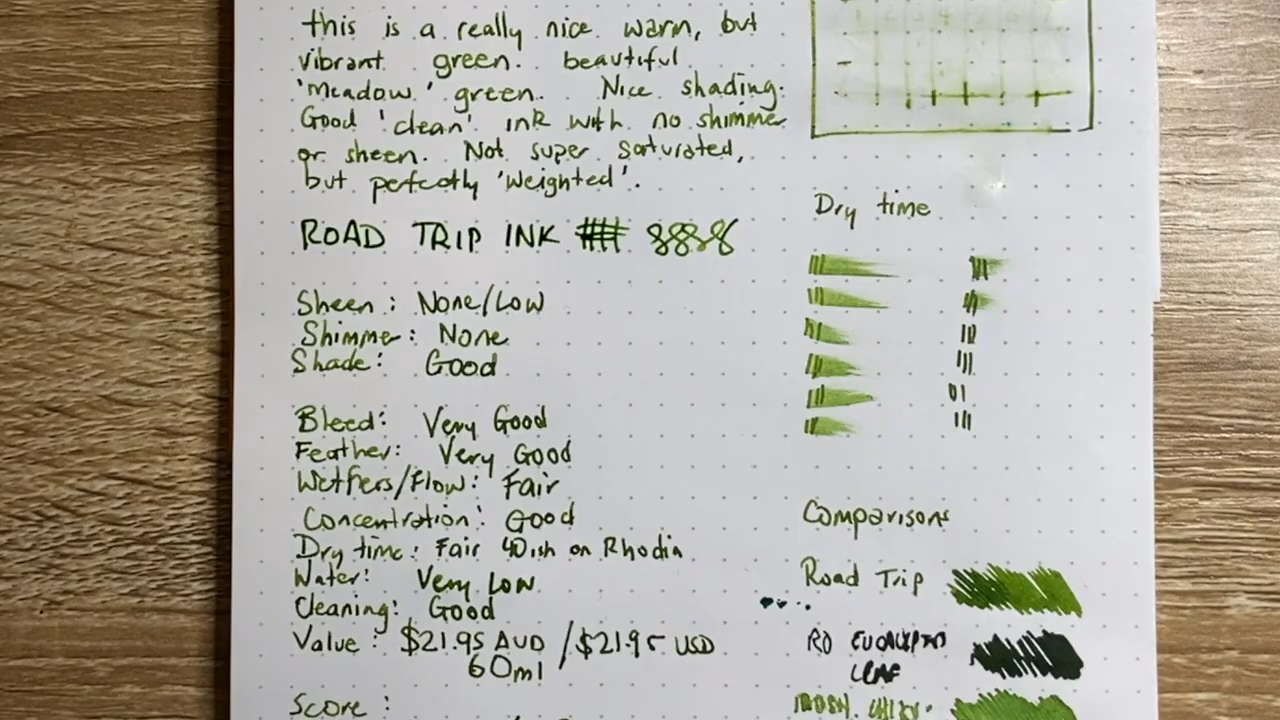 this is a really nice warm, but
vibrant green. beautiful
'meadow' green. Nice shading.
Good 'clean' ink with no shimmer
or sheen. Not super saturated,
but perfectly 'weighted'.
ROAD TRIP INK ## 8888
Sheen: None/Low
Shimmer: None
Shade: Good
Bleed: Very Good
Feather: Very Good
Wetness/Flow: Fair
Concentration: Good
Dry time: Fair 40ish on Rhodia
Water: Very Low
Cleaning: Good
Value: $21.95 AUD / $21.95 USD
60ml
Score:
Dry time
Comparisons
Road Trip
RO
LEAF